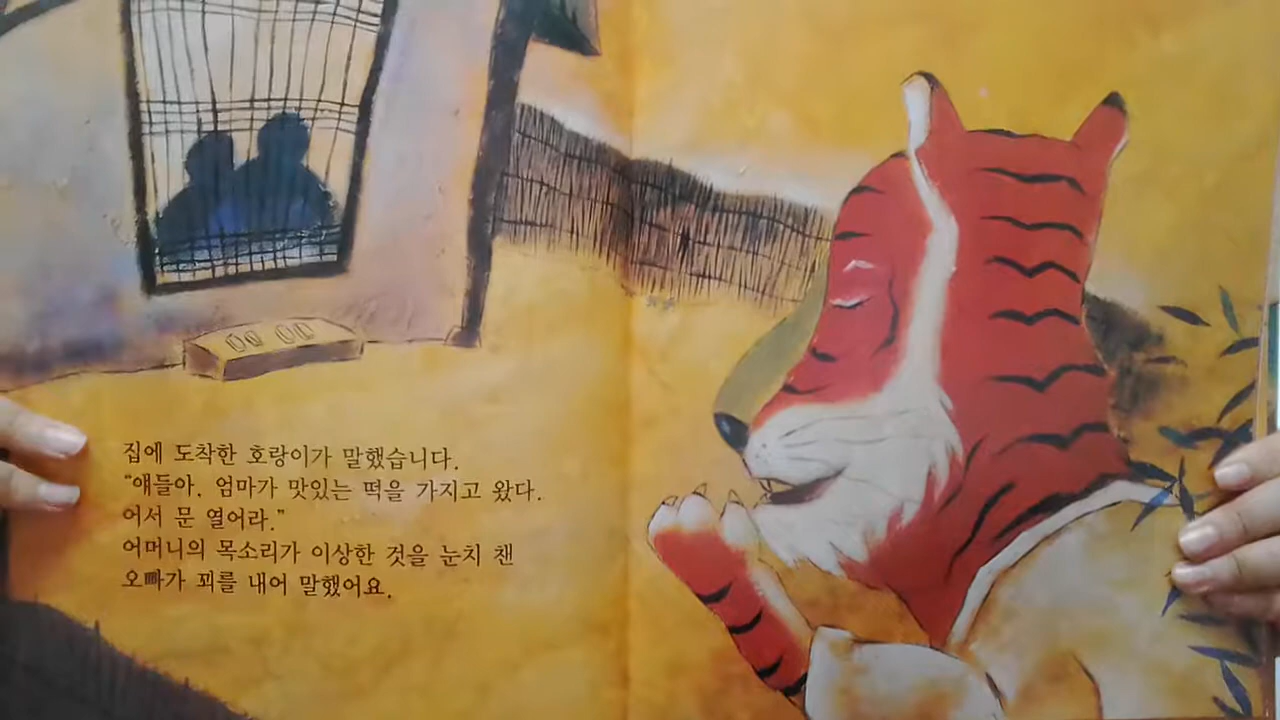 집에 도착한 호랑이가 말했습니다.
"얘들아, 엄마가 맛있는 떡을 가지고 왔다.
어서 문 열어라."
어머니의 목소리가 이상한 것을 눈치 챈
오빠가 꾀를 내어 말했어요.